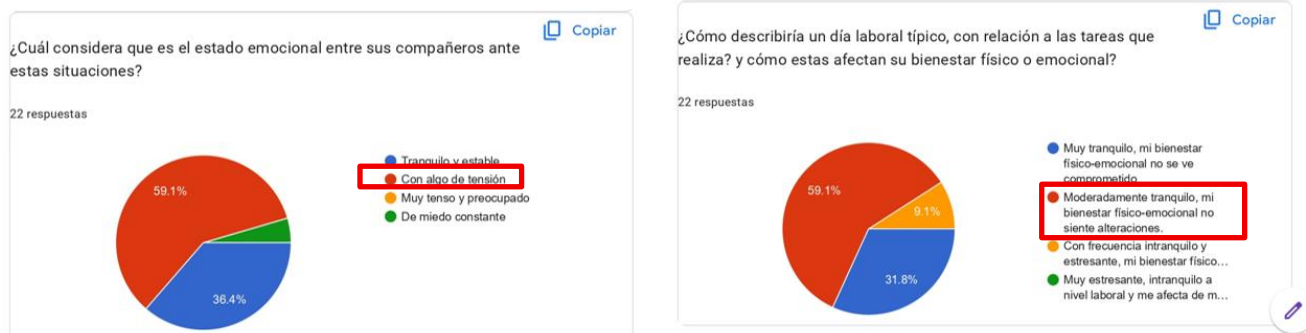 Copiar
¿Cuál considera que es el estado emocional entre sus compañeros ante
estas situaciones?
22 respuestas
59.1%
36.4%
Tranquilo y estable
Con algo de tensión
Muy tenso y preocupado
De miedo constante
Copiar
¿Cómo describiría un día laboral típico, con relación a las tareas que
realiza? y cómo estas afectan su bienestar físico o emocional?
22 respuestas
59.1%
9.1%
31.8%
Muy tranquilo, mi bienestar
físico-emocional no se ve
comprometido
Moderadamente tranquilo, mi
bienestar físico-emocional no
siente alteraciones.
Con frecuencia intranquilo y
estresante, mi bienestar físico...
Muy estresante, intranquilo a
nivel laboral y me afecta de m...